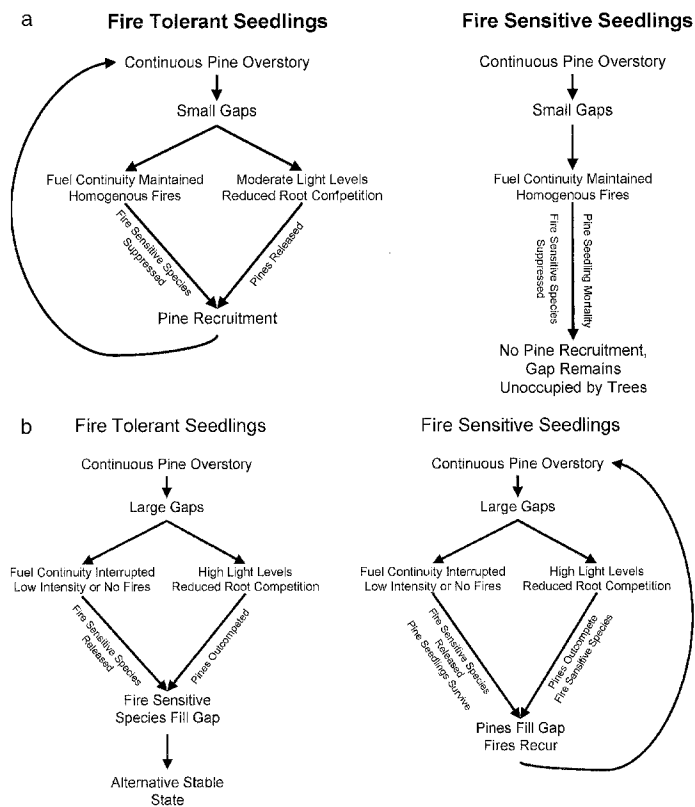 a
Fire Tolerant Seedlings
Continuous Pine Overstory
Small Gaps
Fuel Continuity Maintained
Homogenous Fires
Moderate Light Levels
Reduced Root Competition
Fire Sensitive Species
Suppressed
Pines Released
Pine Recruitment
Fire Sensitive Seedlings
Continuous Pine Overstory
Small Gaps
Fuel Continuity Maintained
Homogenous Fires
Pine Seedling Mortality
Fire Sensitive Species
Suppressed
No Pine Recruitment,
Gap Remains
Unoccupied by Trees
b
Fire Tolerant Seedlings
Continuous Pine Overstory
Large Gaps
Fuel Continuity Interrupted
Low Intensity or No Fires
High Light Levels
Reduced Root Competition
Fire Sensitive Species
Released
Pines Outcompeted
Fire Sensitive
Species Fill Gap
Alternative Stable
State
Fire Sensitive Seedlings
Continuous Pine Overstory
Large Gaps
Fuel Continuity Interrupted
Low Intensity or No Fires
High Light Levels
Reduced Root Competition
Fire Sensitive Species
Released
Pine Seedlings Survive
Pines Outcompete
Fire Sensitive Species
Pines Fill Gap
Fires Recur